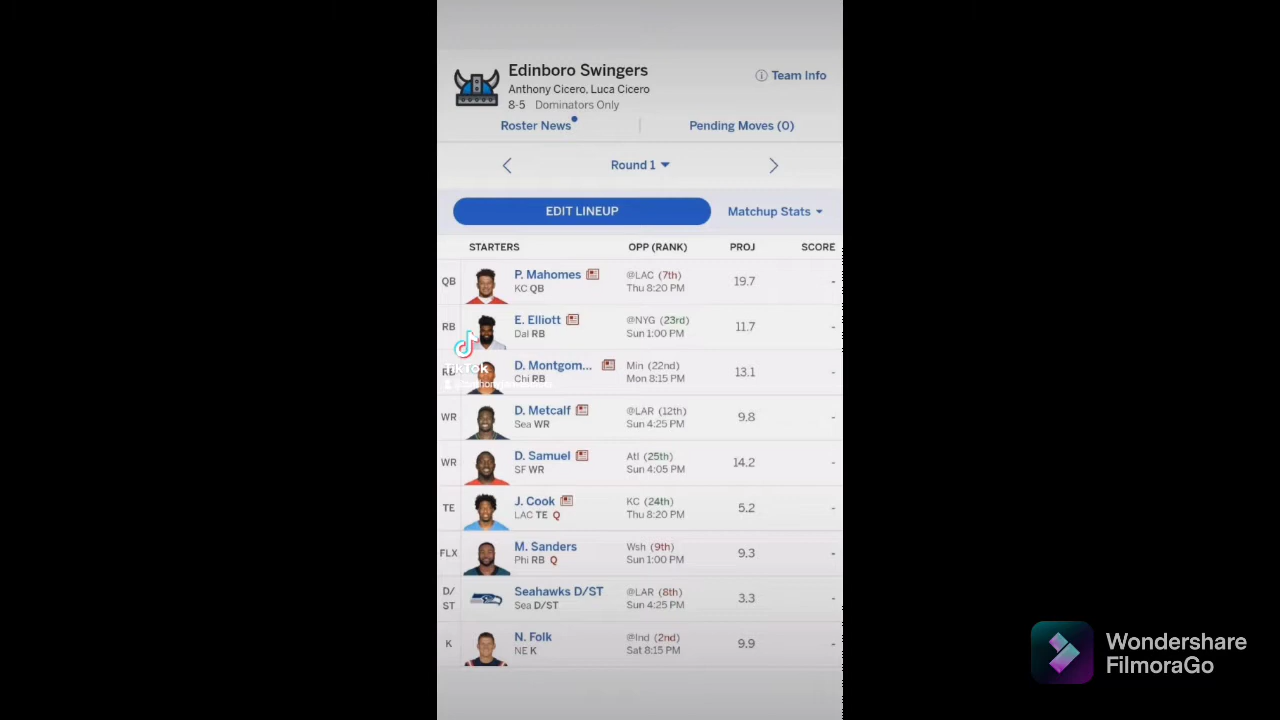 Edinboro Swingers
Team Info
Anthony Cicero, Luca Cicero
8-5 Dominators Only
Roster News
Pending Moves (0)
Round 1
EDIT LINEUP
Matchup Stats
STARTERS OPP (RANK) PROJ SCORE
QB P. Mahomes @LAC (7th) 19.7 -
KC QB Thu 8:20 PM
RB E. Elliott @NYG (23rd) 11.7 -
Dal RB Sun 1:00 PM
RB D. Montgom... Min (22nd) 13.1 -
Chi RB Mon 8:15 PM
WR D. Metcalf @LAR (12th) 9.8 -
Sea WR Sun 4:25 PM
WR D. Samuel Atl (25th) 14.2 -
SF WR Sun 4:05 PM
TE J. Cook KC (24th) 5.2 -
LAC TE Q Thu 8:20 PM
FLX M. Sanders Wsh (9th) 9.3 -
Phi RB Q Sun 1:00 PM
D/ST Seahawks D/ST @LAR (8th) 3.3 -
Sea D/ST Sun 4:25 PM
K N. Folk @Ind (2nd) 9.9 -
NE K Sat 8:15 PM
TikTok
Wondershare
FilmoraGo